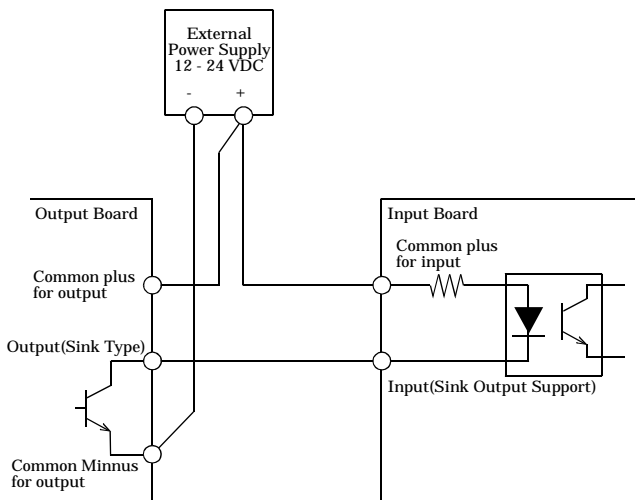 External
Power Supply
12 - 24 VDC
- +
Output Board
Input Board
Common plus
for input
Common plus
for output
Output(Sink Type)
Input(Sink Output Support)
Common Minnus
for output